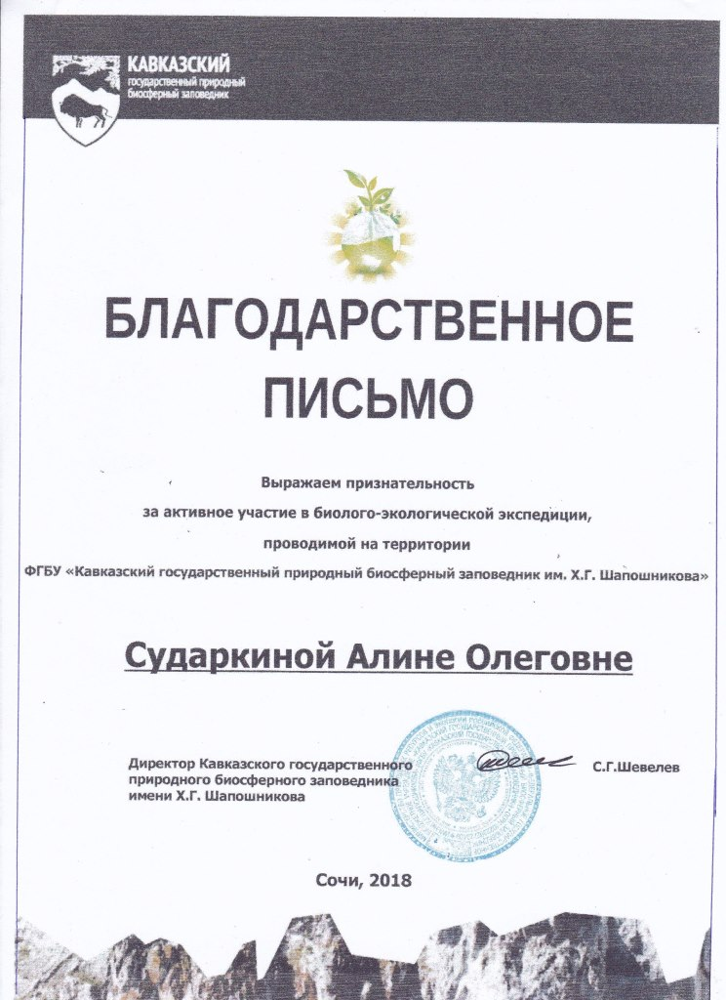 КАВКАЗСКИЙ
государственный природный
биосферный заповедник
БЛАГОДАРСТВЕННОЕ
ПИСЬМО
Выражаем признательность
за активное участие в биолого-экологической экспедиции,
проводимой на территории
ФГБУ «Кавказский государственный природный биосферный заповедник им. Х.Г. Шапошникова»
Сударкиной Алине Олеговне
Директор Кавказского государственного
природного биосферного заповедника
имени Х.Г. Шапошникова
С.Г.Шевелев
Сочи, 2018